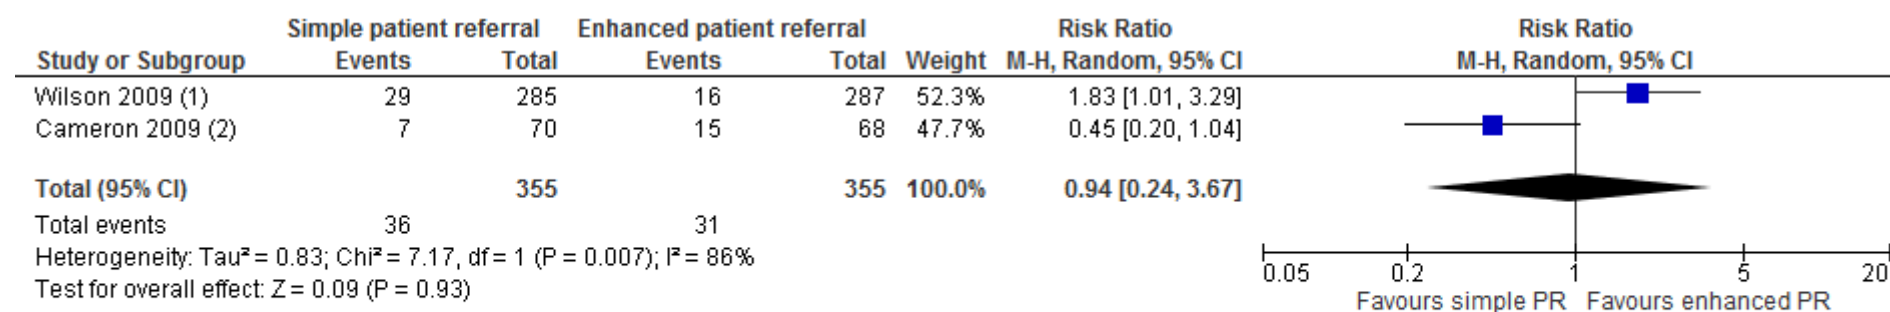 Simple patient referral Enhanced patient referral Risk Ratio Risk Ratio
Study or Subgroup Events Total Events Total Weight M-H, Random, 95% CI M-H, Random, 95% CI
Wilson 2009 (1) 29 285 16 287 52.3% 1.83 [1.01, 3.29]
Cameron 2009 (2) 7 70 15 68 47.7% 0.45 [0.20, 1.04]
Total (95% CI) 355 355 100.0% 0.94 [0.24, 3.67]
Total events 36 31
Heterogeneity: Tau² = 0.83; Chi² = 7.17, df = 1 (P = 0.007); I² = 86%
Test for overall effect: Z = 0.09 (P = 0.93)
0.05 0.2 1 5 20
Favours simple PR Favours enhanced PR